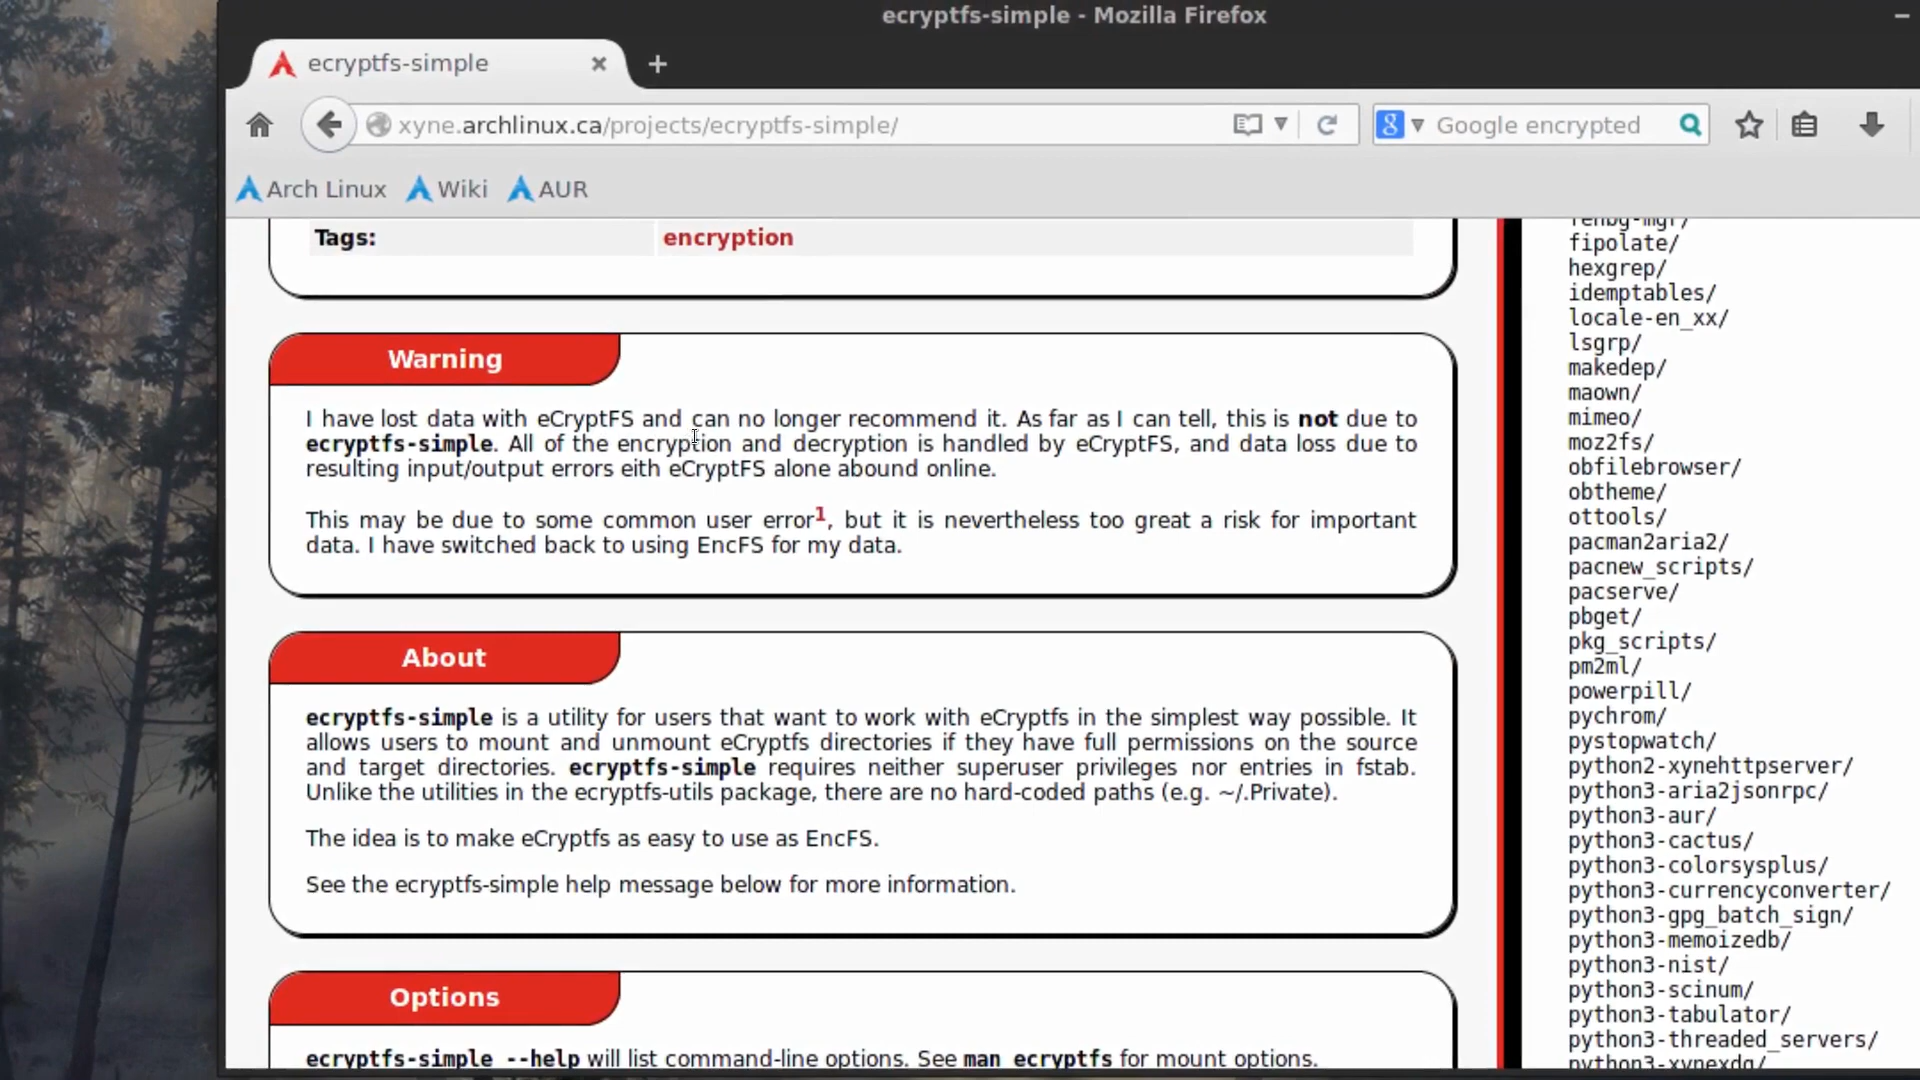 ecryptfs-simple - Mozilla Firefox
ecryptfs-simple
xyne.archlinux.ca/projects/ecryptfs-simple/
Google encrypted
Arch Linux
Wiki
AUR
Tags:
encryption
Warning
I have lost data with eCryptFS and can no longer recommend it. As far as I can tell, this is not due to
ecryptfs-simple. All of the encryption and decryption is handled by eCryptFS, and data loss due to
resulting input/output errors eith eCryptFS alone abound online.
This may be due to some common user error1, but it is nevertheless too great a risk for important
data. I have switched back to using EncFS for my data.
About
ecryptfs-simple is a utility for users that want to work with eCryptfs in the simplest way possible. It
allows users to mount and unmount eCryptfs directories if they have full permissions on the source
and target directories. ecryptfs-simple requires neither superuser privileges nor entries in fstab.
Unlike the utilities in the ecryptfs-utils package, there are no hard-coded paths (e.g. ~/.Private).
The idea is to make eCryptfs as easy to use as EncFS.
See the ecryptfs-simple help message below for more information.
Options
ecryptfs-simple --help will list command-line options. See man ecryptfs for mount options.
fipolate/
hexgrep/
idemptables/
locale-en_xx/
lsgrp/
makedep/
maown/
mimeo/
moz2fs/
obfilebrowser/
obtheme/
ottools/
pacman2aria2/
pacnew_scripts/
pacserve/
pbget/
pkg_scripts/
pm2ml/
powerpill/
pychrom/
pystopwatch/
python2-xynehttpserver/
python3-aria2jsonrpc/
python3-aur/
python3-cactus/
python3-colorsysplus/
python3-currencyconverter/
python3-gpg_batch_sign/
python3-memoizedb/
python3-nist/
python3-scinum/
python3-tabulator/
python3-threaded_servers/